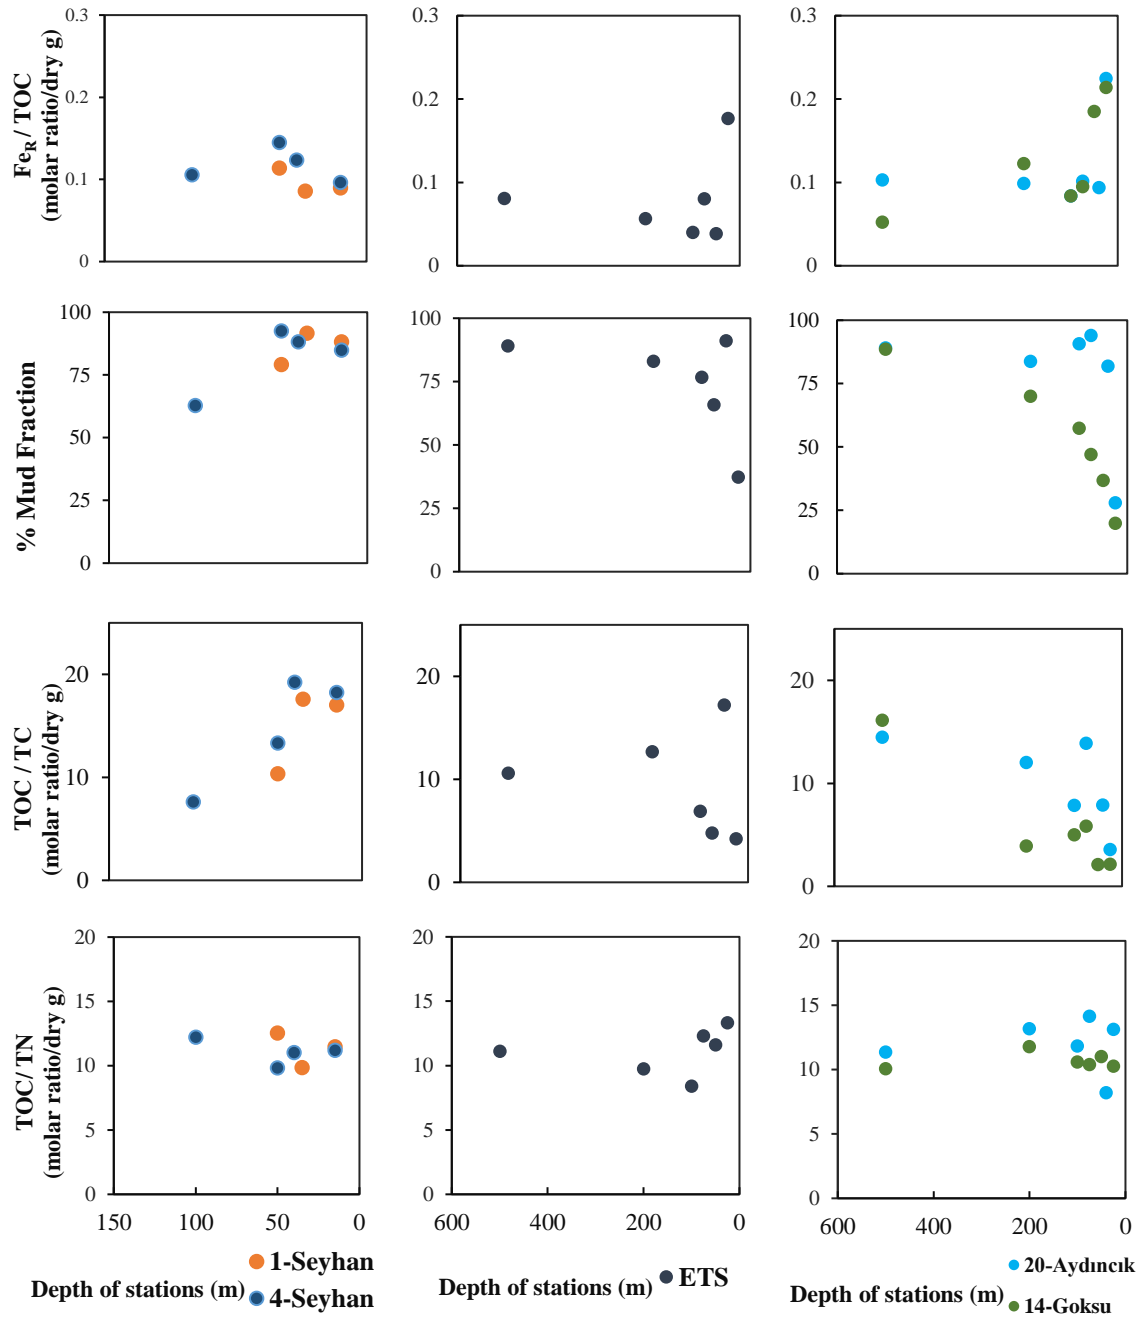 Fe_R / TOC
(molar ratio/dry g)
0.3
0.2
0.1
0
0.3
0.2
0.1
0
0.3
0.2
0.1
0
% Mud Fraction
100
75
50
25
0
100
75
50
25
0
100
75
50
25
0
TOC / TC
(molar ratio/dry g)
20
10
0
20
10
0
20
10
0
TOC/ TN
(molar ratio/dry g)
20
15
10
5
0
20
15
10
5
0
20
15
10
5
0
150 100 50 0
600 400 200 0
600 400 200 0
Depth of stations (m)
1-Seyhan
4-Seyhan
Depth of stations (m)
ETS
Depth of stations (m)
20-Aydıncık
14-Goksu